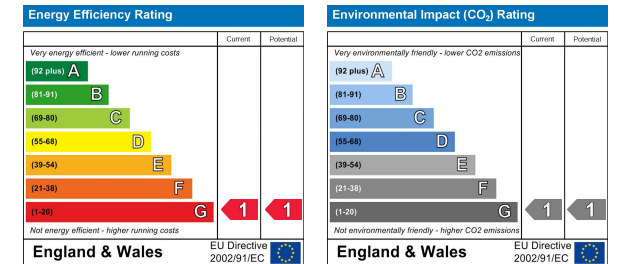 Energy Efficiency Rating
Current Potential
Very energy efficient - lower running costs
(92 plus) A
(81-91) B
(69-80) C
(55-68) D
(39-54) E
(21-38) F
(1-20) G 1 1
Not energy efficient - higher running costs
England & Wales
EU Directive
2002/91/EC
Environmental Impact (CO2) Rating
Current Potential
Very environmentally friendly - lower CO2 emissions
(92 plus) A
(81-91) B
(69-80) C
(55-68) D
(39-54) E
(21-38) F
(1-20) G 1 1
Not environmentally friendly - higher CO2 emissions
England & Wales
EU Directive
2002/91/EC